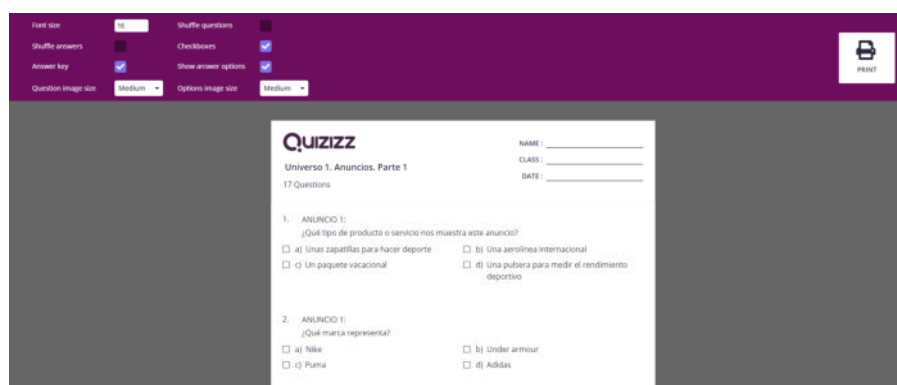 Font size 16 Shuffle questions
Shuffle answers Checkboxes
Answer key Show answer options
Question image size Medium Options image size Medium
PRINT
Quizizz
NAME :
Universo 1. Anuncios. Parte 1
CLASS :
17 Questions
DATE :
1. ANUNCIO 1:
¿Qué tipo de producto o servicio nos muestra este anuncio?
a) Unas zapatillas para hacer deporte b) Una aerolínea internacional
c) Un paquete vacacional d) Una pulsera para medir el rendimiento
deportivo
2. ANUNCIO 1:
¿Qué marca representa?
a) Nike b) Under armour
c) Puma d) Adidas